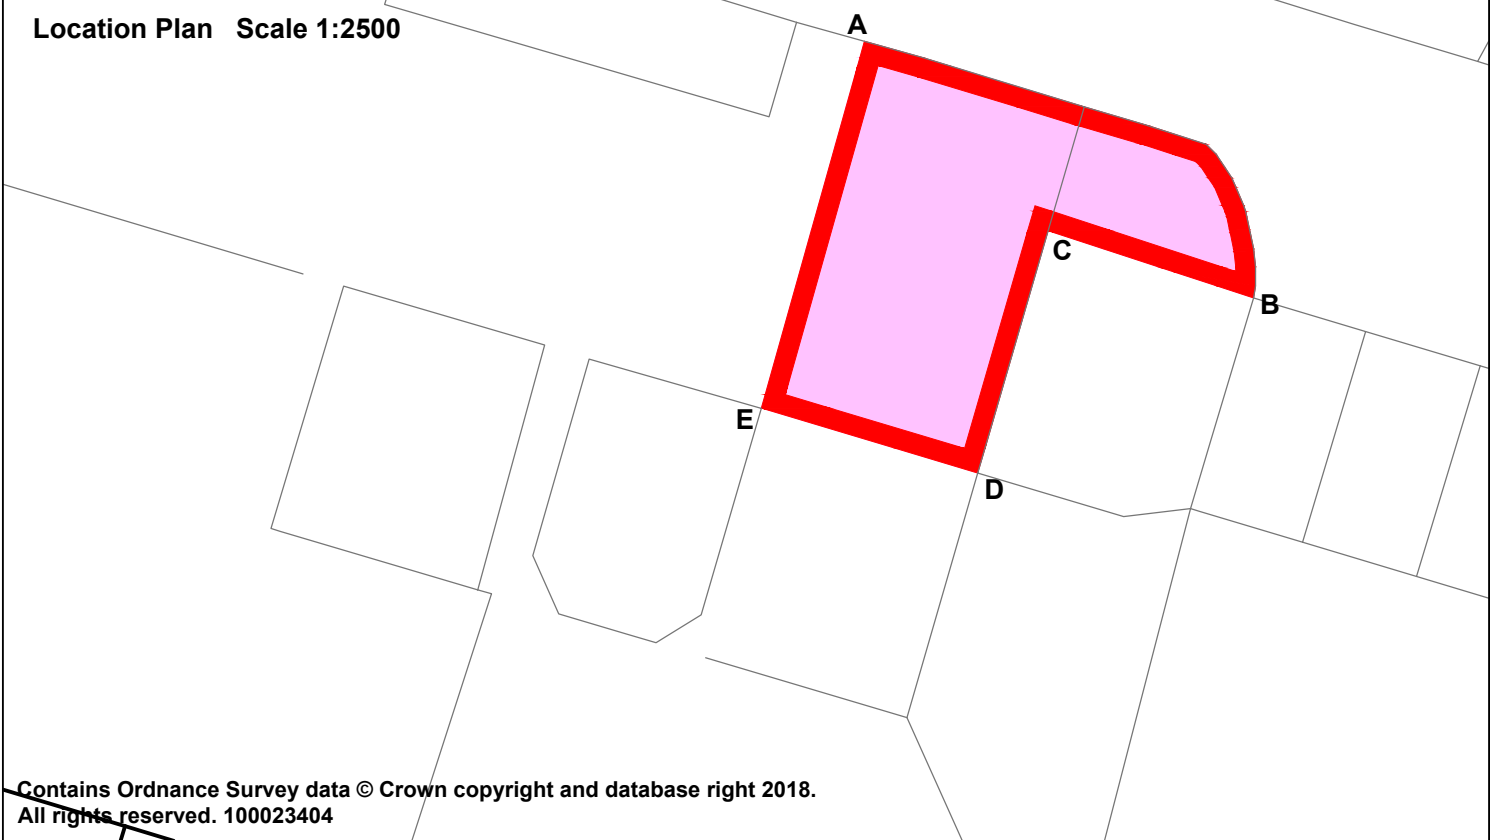 Location Plan Scale 1:2500
A
C
B
E
D
Contains Ordnance Survey data © Crown copyright and database right 2018.
All rights reserved. 100023404